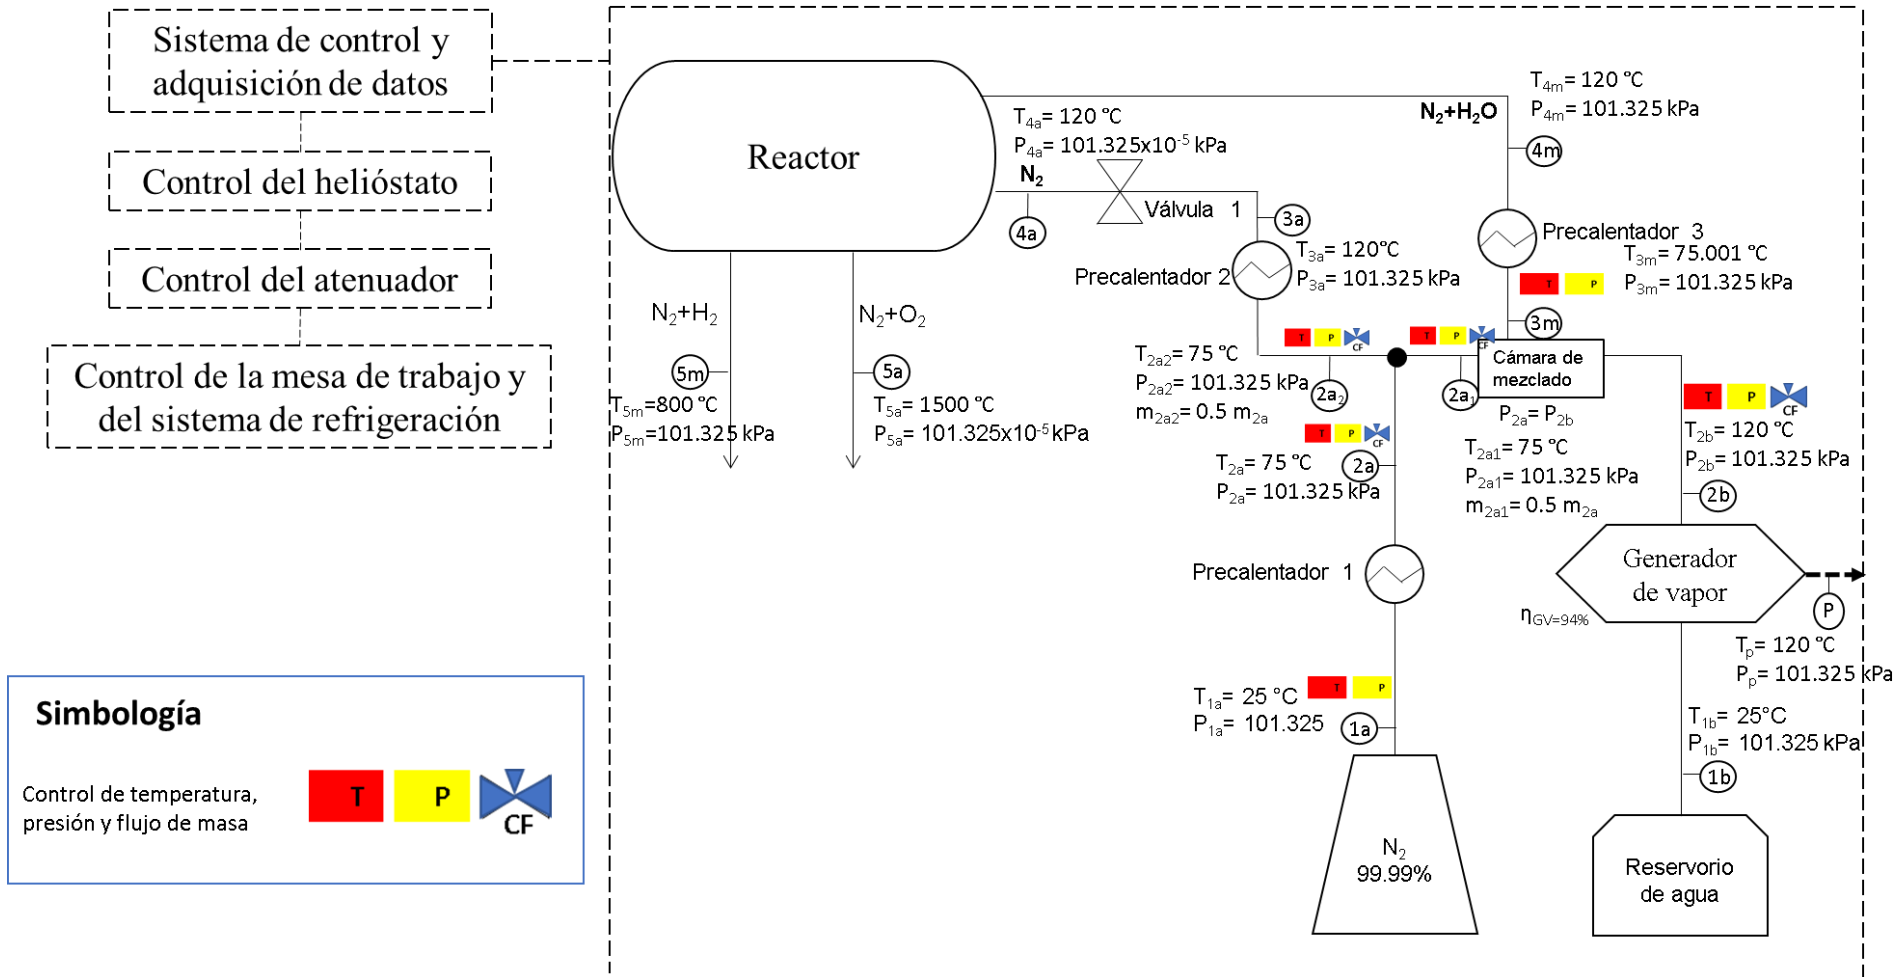 Sistema de control y
adquisición de datos
Control del helióstato
Control del atenuador
Control de la mesa de trabajo y
del sistema de refrigeración
Reactor
T4a= 120 °C
P4a= 101.325x10-5 kPa
N2
4a
Válvula 1
3a
Precalentador 2
T3a= 120°C
P3a= 101.325 kPa
N2+H2O
T4m= 120 °C
P4m= 101.325 kPa
4m
Precalentador 3
T3m= 75.001 °C
P3m= 101.325 kPa
T P
3m
N2+H2
N2+O2
5m
5a
T5m=800 °C
P5m=101.325 kPa
T5a= 1500 °C
P5a= 101.325x10-5 kPa
T P CF
T P CF
Cámara de
mezclado
T2a2= 75 °C
P2a2= 101.325 kPa
m2a2= 0.5 m2a
2a2
2a1
P2a= P2b
T P CF
T2a= 75 °C
P2a= 101.325 kPa
2a
T2a1= 75 °C
P2a1= 101.325 kPa
m2a1= 0.5 m2a
T P CF
T2b= 120 °C
P2b= 101.325 kPa
2b
Precalentador 1
Generador
de vapor
ηGV=94%
P
Tp= 120 °C
Pp= 101.325 kPa
T P
T1a= 25 °C
P1a= 101.325
1a
T1b= 25°C
P1b= 101.325 kPa
1b
N2
99.99%
Reservorio
de agua
Simbología
Control de temperatura,
presión y flujo de masa
T P CF